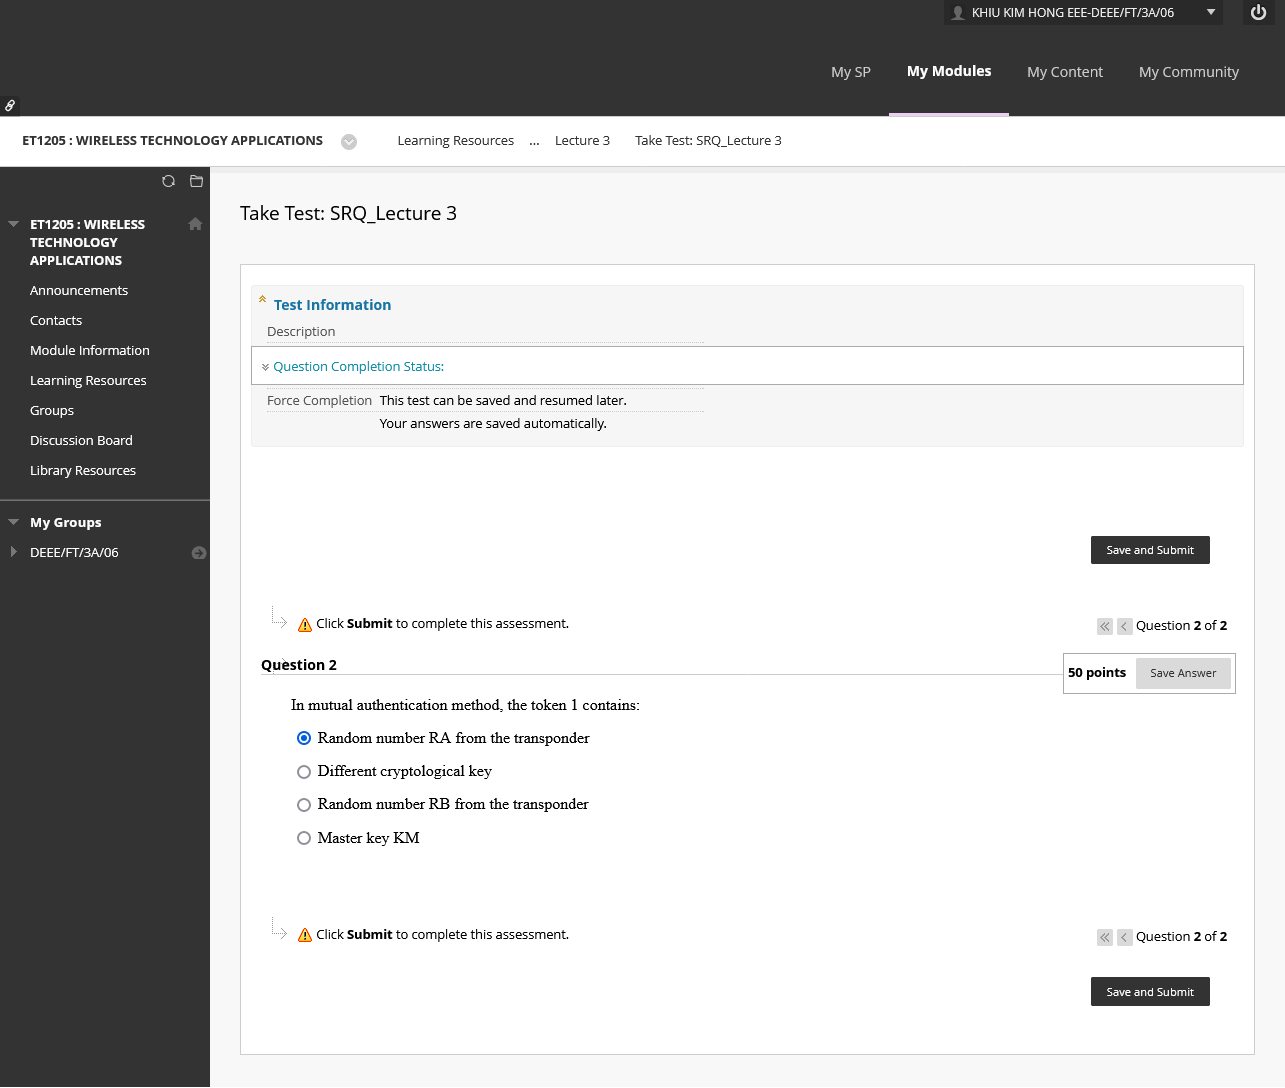 KHIU KIM HONG EEE-DEEE/FT/3A/06
My SP
My Modules
My Content
My Community
ET1205 : WIRELESS TECHNOLOGY APPLICATIONS
Learning Resources
...
Lecture 3
Take Test: SRQ_Lecture 3
ET1205 : WIRELESS
TECHNOLOGY
APPLICATIONS
Announcements
Contacts
Module Information
Learning Resources
Groups
Discussion Board
Library Resources
My Groups
DEEE/FT/3A/06
Take Test: SRQ_Lecture 3
Test Information
Description
Question Completion Status:
Force Completion This test can be saved and resumed later.
Your answers are saved automatically.
Save and Submit
Click Submit to complete this assessment.
Question 2 of 2
Question 2
50 points
Save Answer
In mutual authentication method, the token 1 contains:
Random number RA from the transponder
Different cryptological key
Random number RB from the transponder
Master key KM
Click Submit to complete this assessment.
Question 2 of 2
Save and Submit